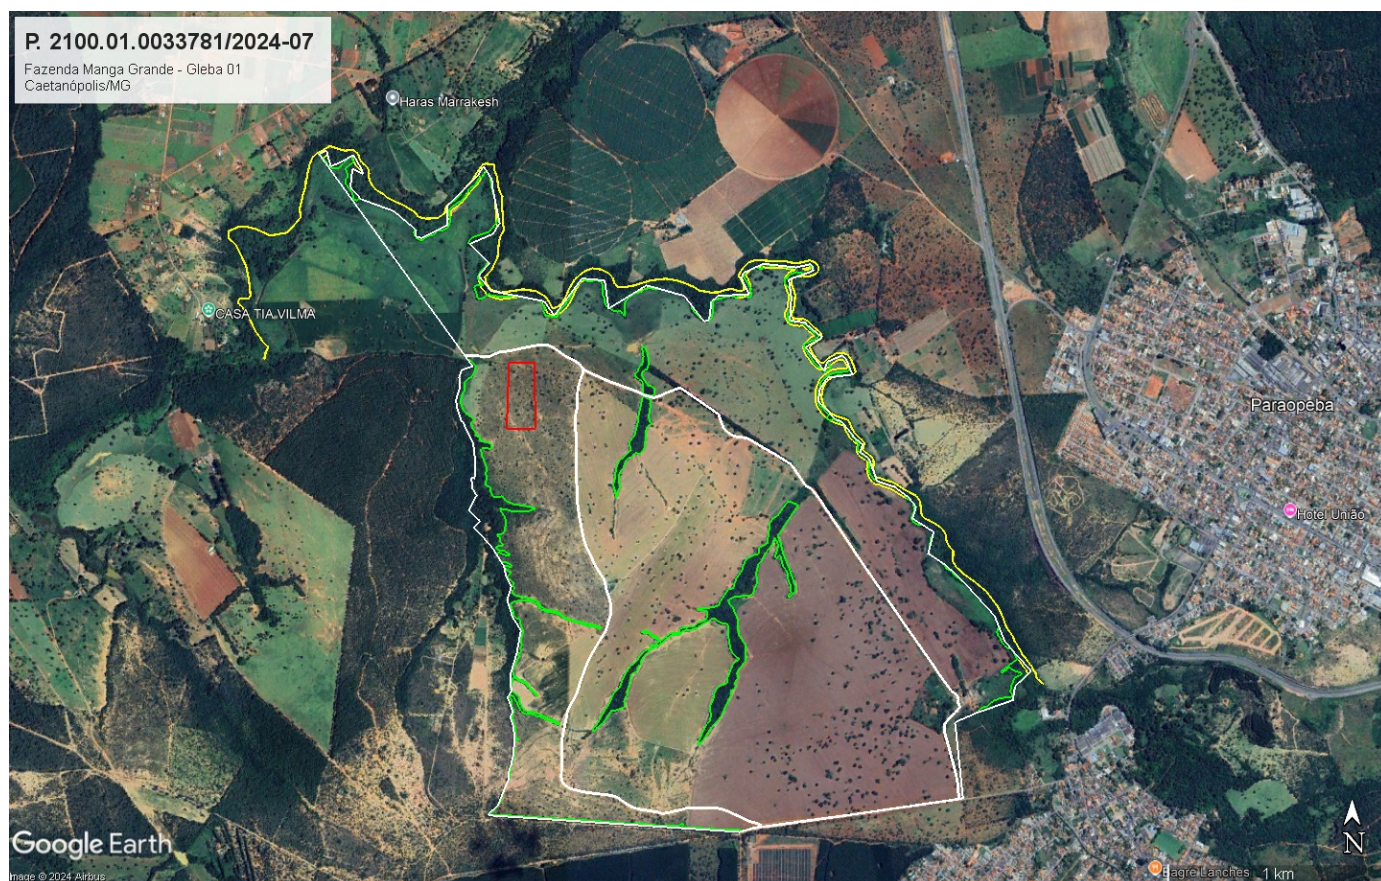 P. 2100.01.0033781/2024-07
Fazenda Manga Grande - Gleba 01
Caetanópolis/MG
Haras Marrakesh
CASA TIA VILMA
Paraopeba
Hotel União
N
Google Earth
Image © 2024 Airbus
Bagre Lanches
1 km